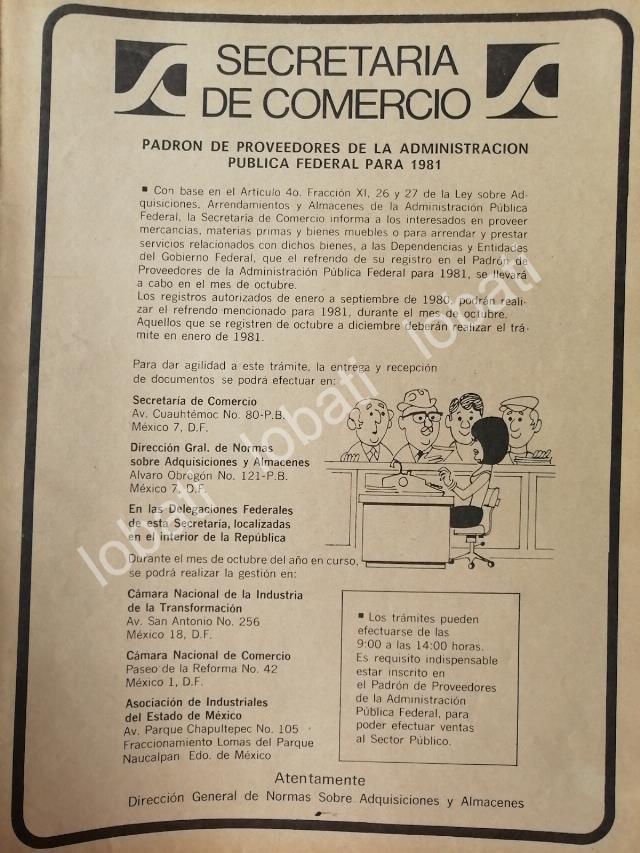 SECRETARIA
DE COMERCIO
PADRON DE PROVEEDORES DE LA ADMINISTRACION
PUBLICA FEDERAL PARA 1981
▪ Con base en el Artículo 4o. Fracción XI, 26 y 27 de la Ley sobre Ad-
quisiciones, Arrendamientos y Almacenes de la Administración Pública
Federal, la Secretaría de Comercio informa a los interesados en proveer
mercancías, materias primas y bienes muebles o para arrendar y prestar
servicios relacionados con dichos bienes, a las Dependencias y Entidades
del Gobierno Federal, que el refrendo de su registro en el Padrón de
Proveedores de la Administración Pública Federal para 1981, se llevará
a cabo en el mes de octubre.
Los registros autorizados de enero a septiembre de 1980, podrán reali-
zar el refrendo mencionado para 1981, durante el mes de octubre.
Aquellos que se registren de octubre a diciembre deberán realizar el trá-
mite en enero de 1981.
Para dar agilidad a este trámite, la entrega y recepción
de documentos se podrá efectuar en:
Secretaría de Comercio
Av. Cuauhtémoc No. 80-P.B.
México 7, D.F.
Dirección Gral. de Normas
sobre Adquisiciones y Almacenes
Alvaro Obregón No. 121-P.B.
México 7, D.F.
En las Delegaciones Federales
de esta Secretaría, localizadas
en el interior de la República
Durante el mes de octubre del año en curso,
se podrá realizar la gestión en:
Cámara Nacional de la Industria
de la Transformación
Av. San Antonio No. 256
México 18, D.F.
Cámara Nacional de Comercio
Paseo de la Reforma No. 42
México 1, D.F.
Asociación de Industriales
del Estado de México
Av. Parque Chapultepec No. 105
Fraccionamiento Lomas del Parque
Naucalpan Edo. de México
▪ Los trámites pueden
efectuarse de las
9:00 a las 14:00 horas.
Es requisito indispensable
estar inscrito en
el Padrón de Proveedores
de la Administración
Pública Federal, para
poder efectuar ventas
al Sector Público.
Atentamente
Dirección General de Normas Sobre Adquisiciones y Almacenes
lobati lobati lobati lobati